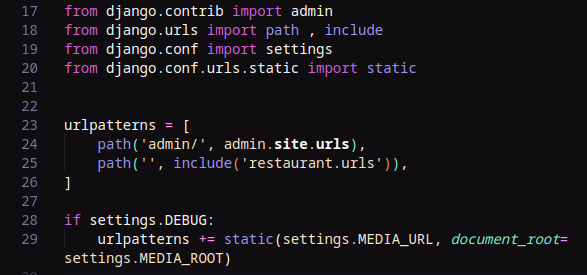 17 from django.contrib import admin
18 from django.urls import path , include
19 from django.conf import settings
20 from django.conf.urls.static import static
21
22
23 urlpatterns = [
24     path('admin/', admin.site.urls),
25     path('', include('restaurant.urls')),
26 ]
27
28 if settings.DEBUG:
29     urlpatterns += static(settings.MEDIA_URL, document_root=
settings.MEDIA_ROOT)